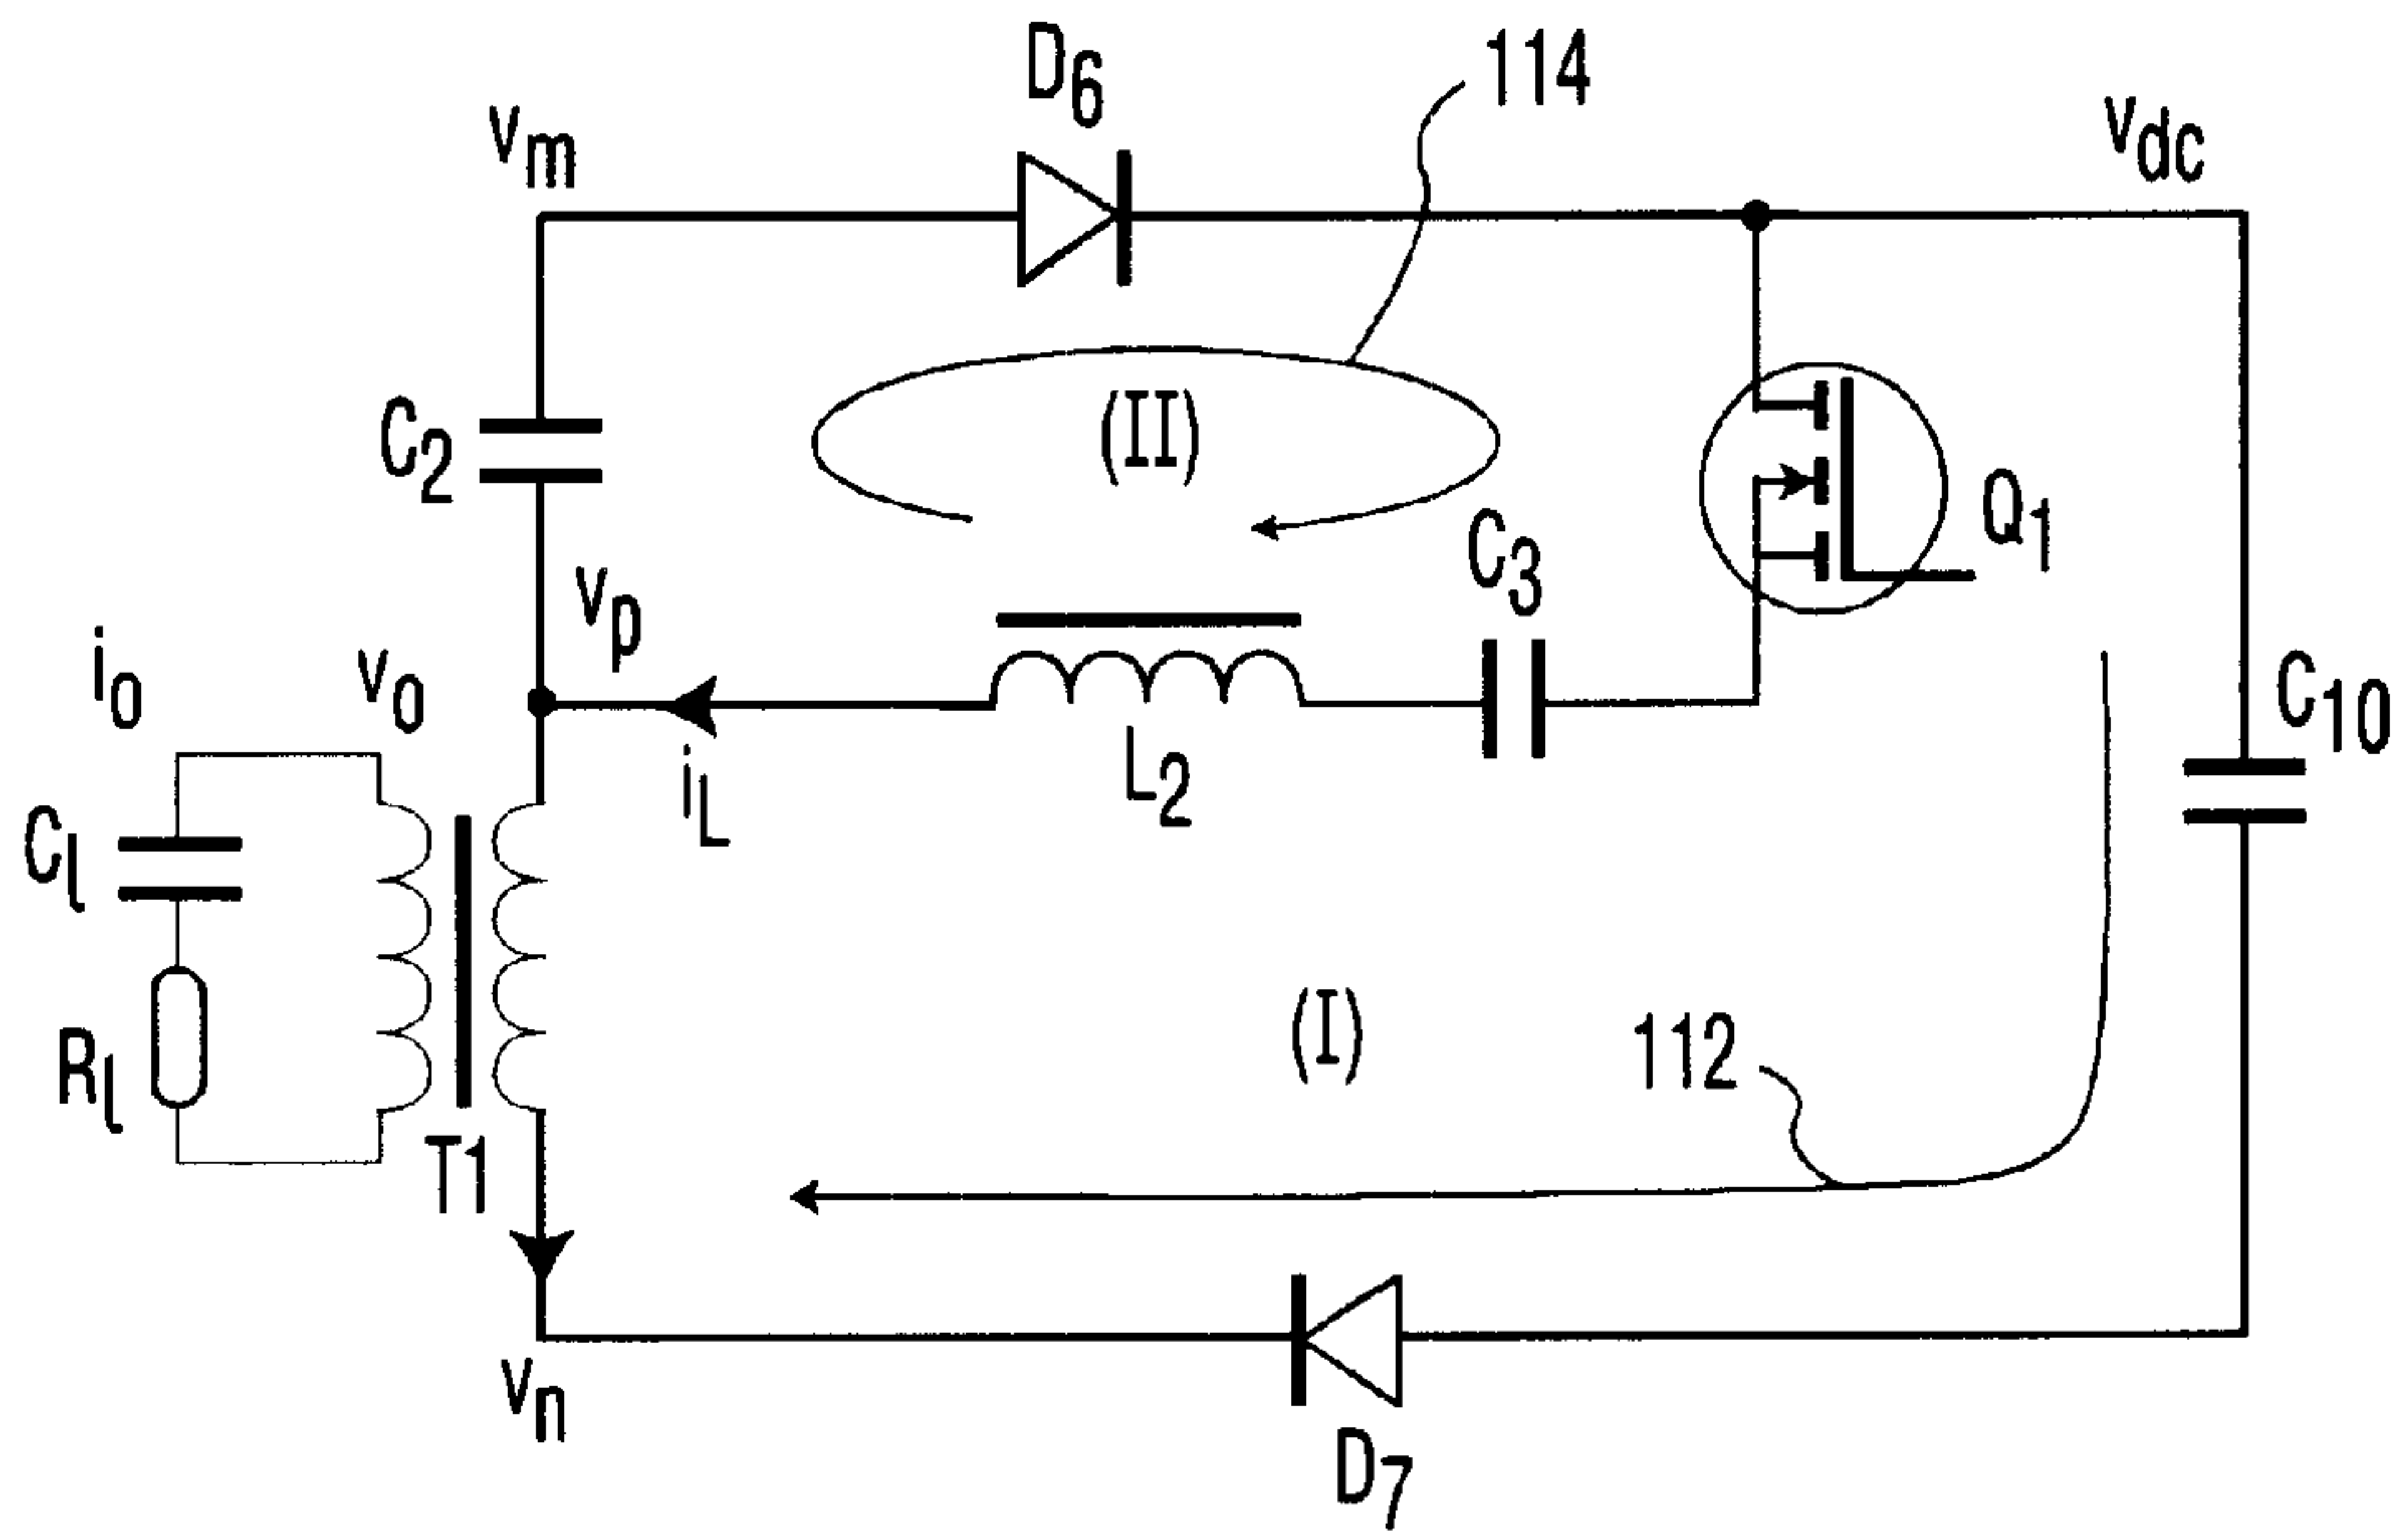 D6
114
vm
vdc
(II)
C2
Q1
C3
vp
io
vo
C10
iL
L2
Cl
(I)
112
Rl
T1
vn
D7